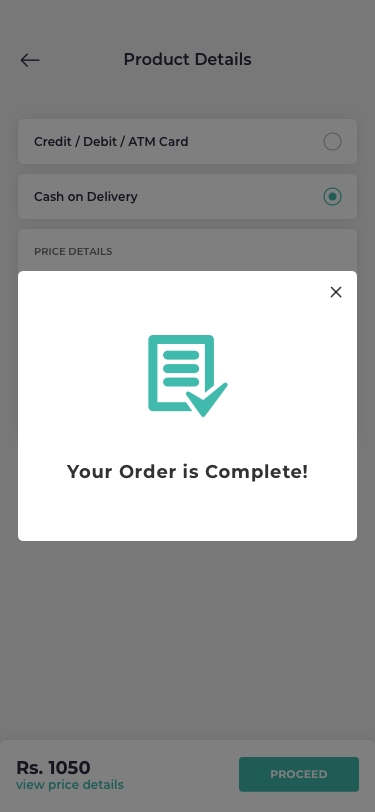 Product Details
Credit / Debit / ATM Card
Cash on Delivery
PRICE DETAILS
Your Order is Complete!
Rs. 1050
view price details
PROCEED